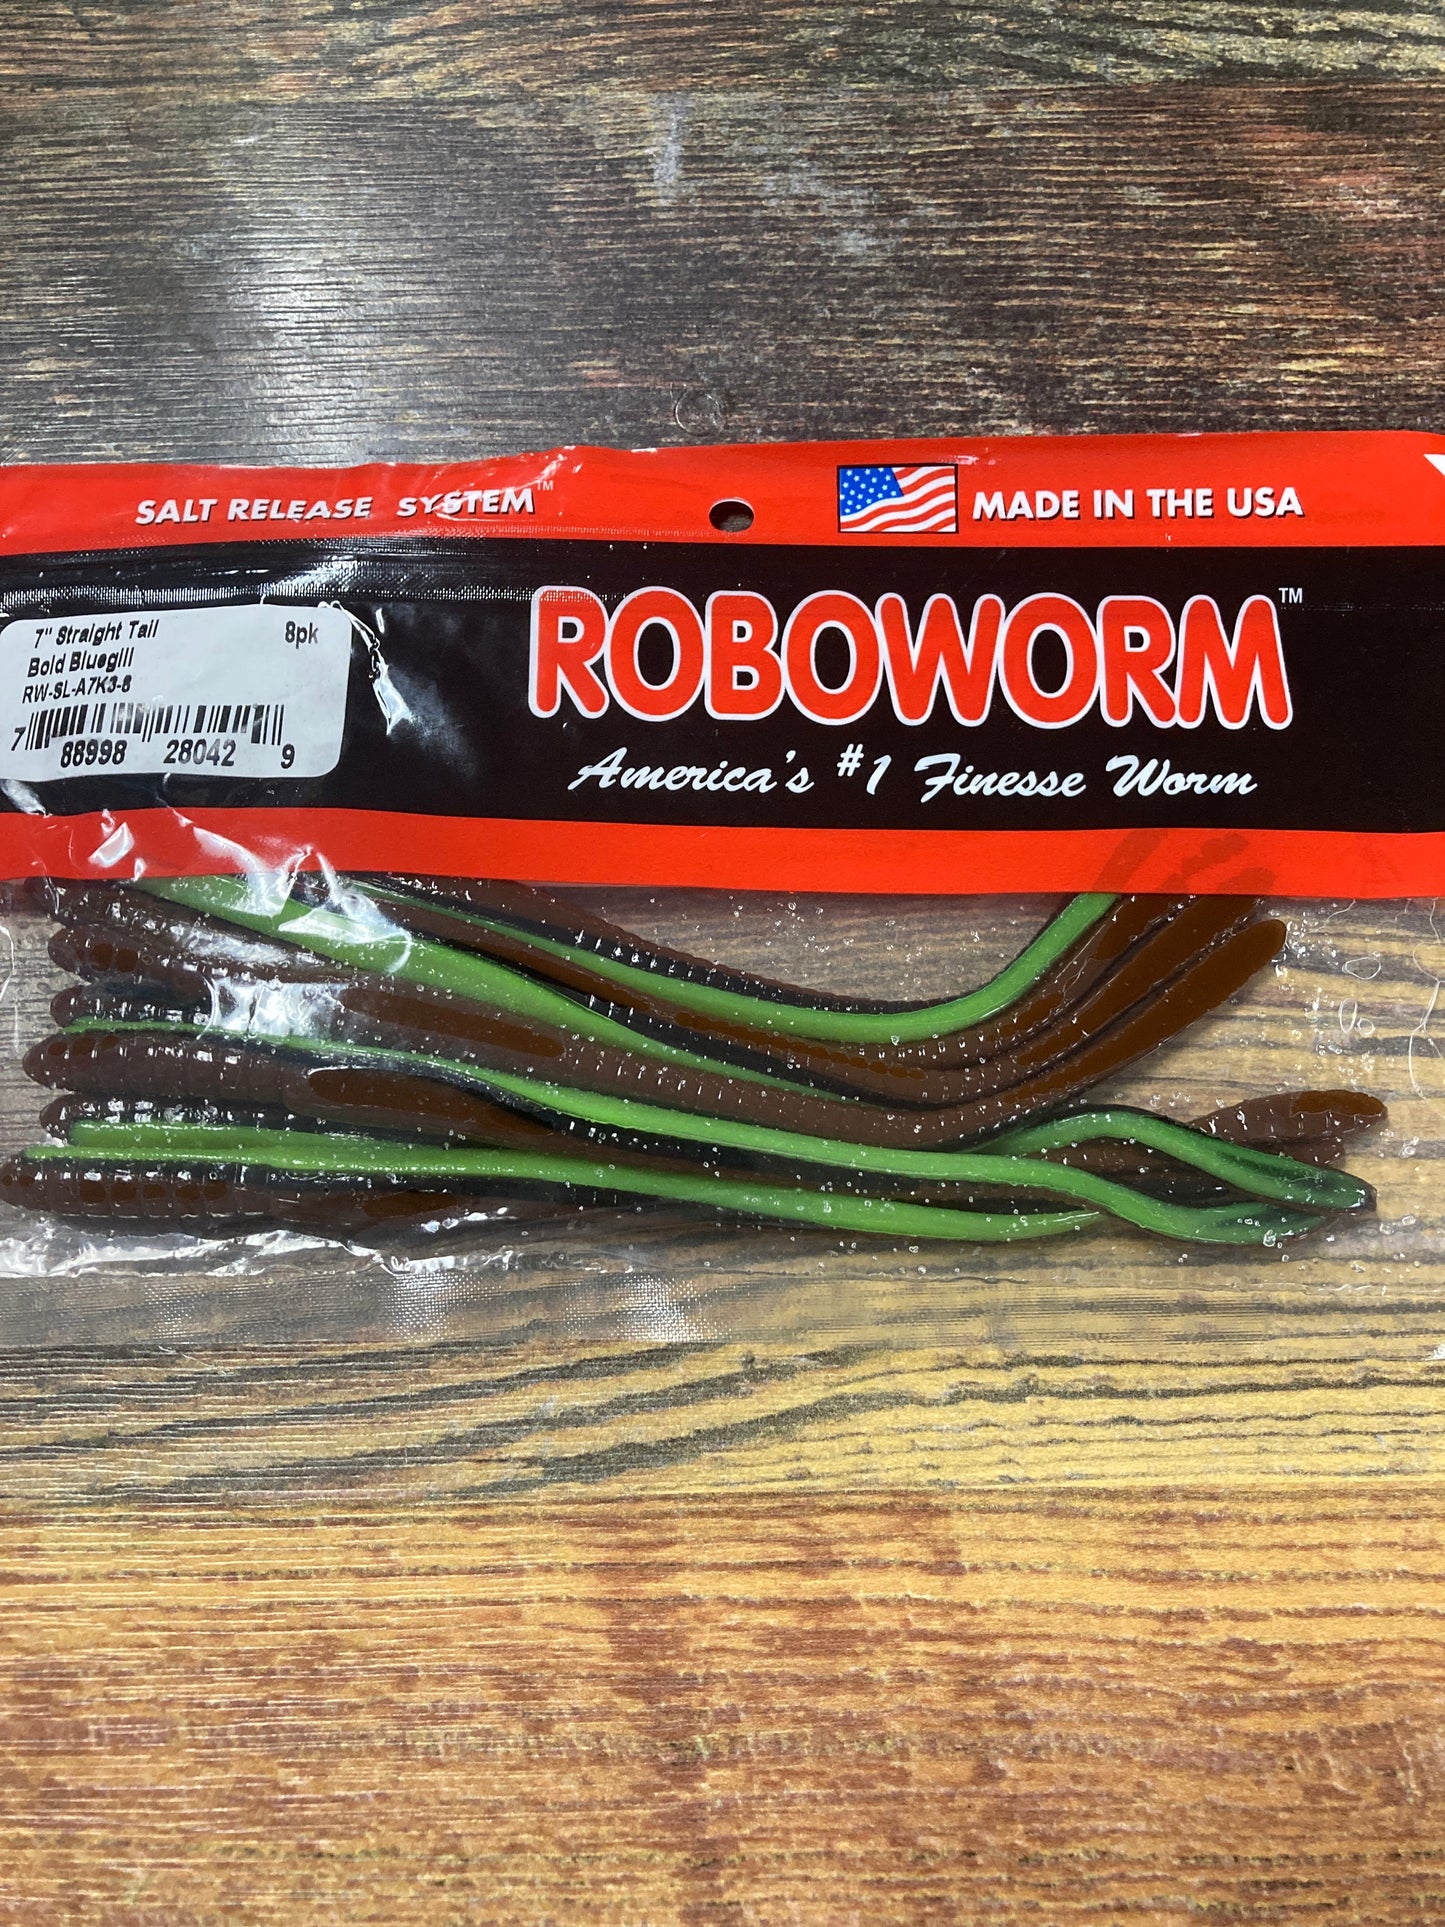 SALT RELEASE SYSTEM™
MADE IN THE USA
7" Straight Tail 8pk
Bold Bluegill
RW-SL-A7K3-8
7 88998 28042 9
ROBOWORM™
America's #1 Finesse Worm